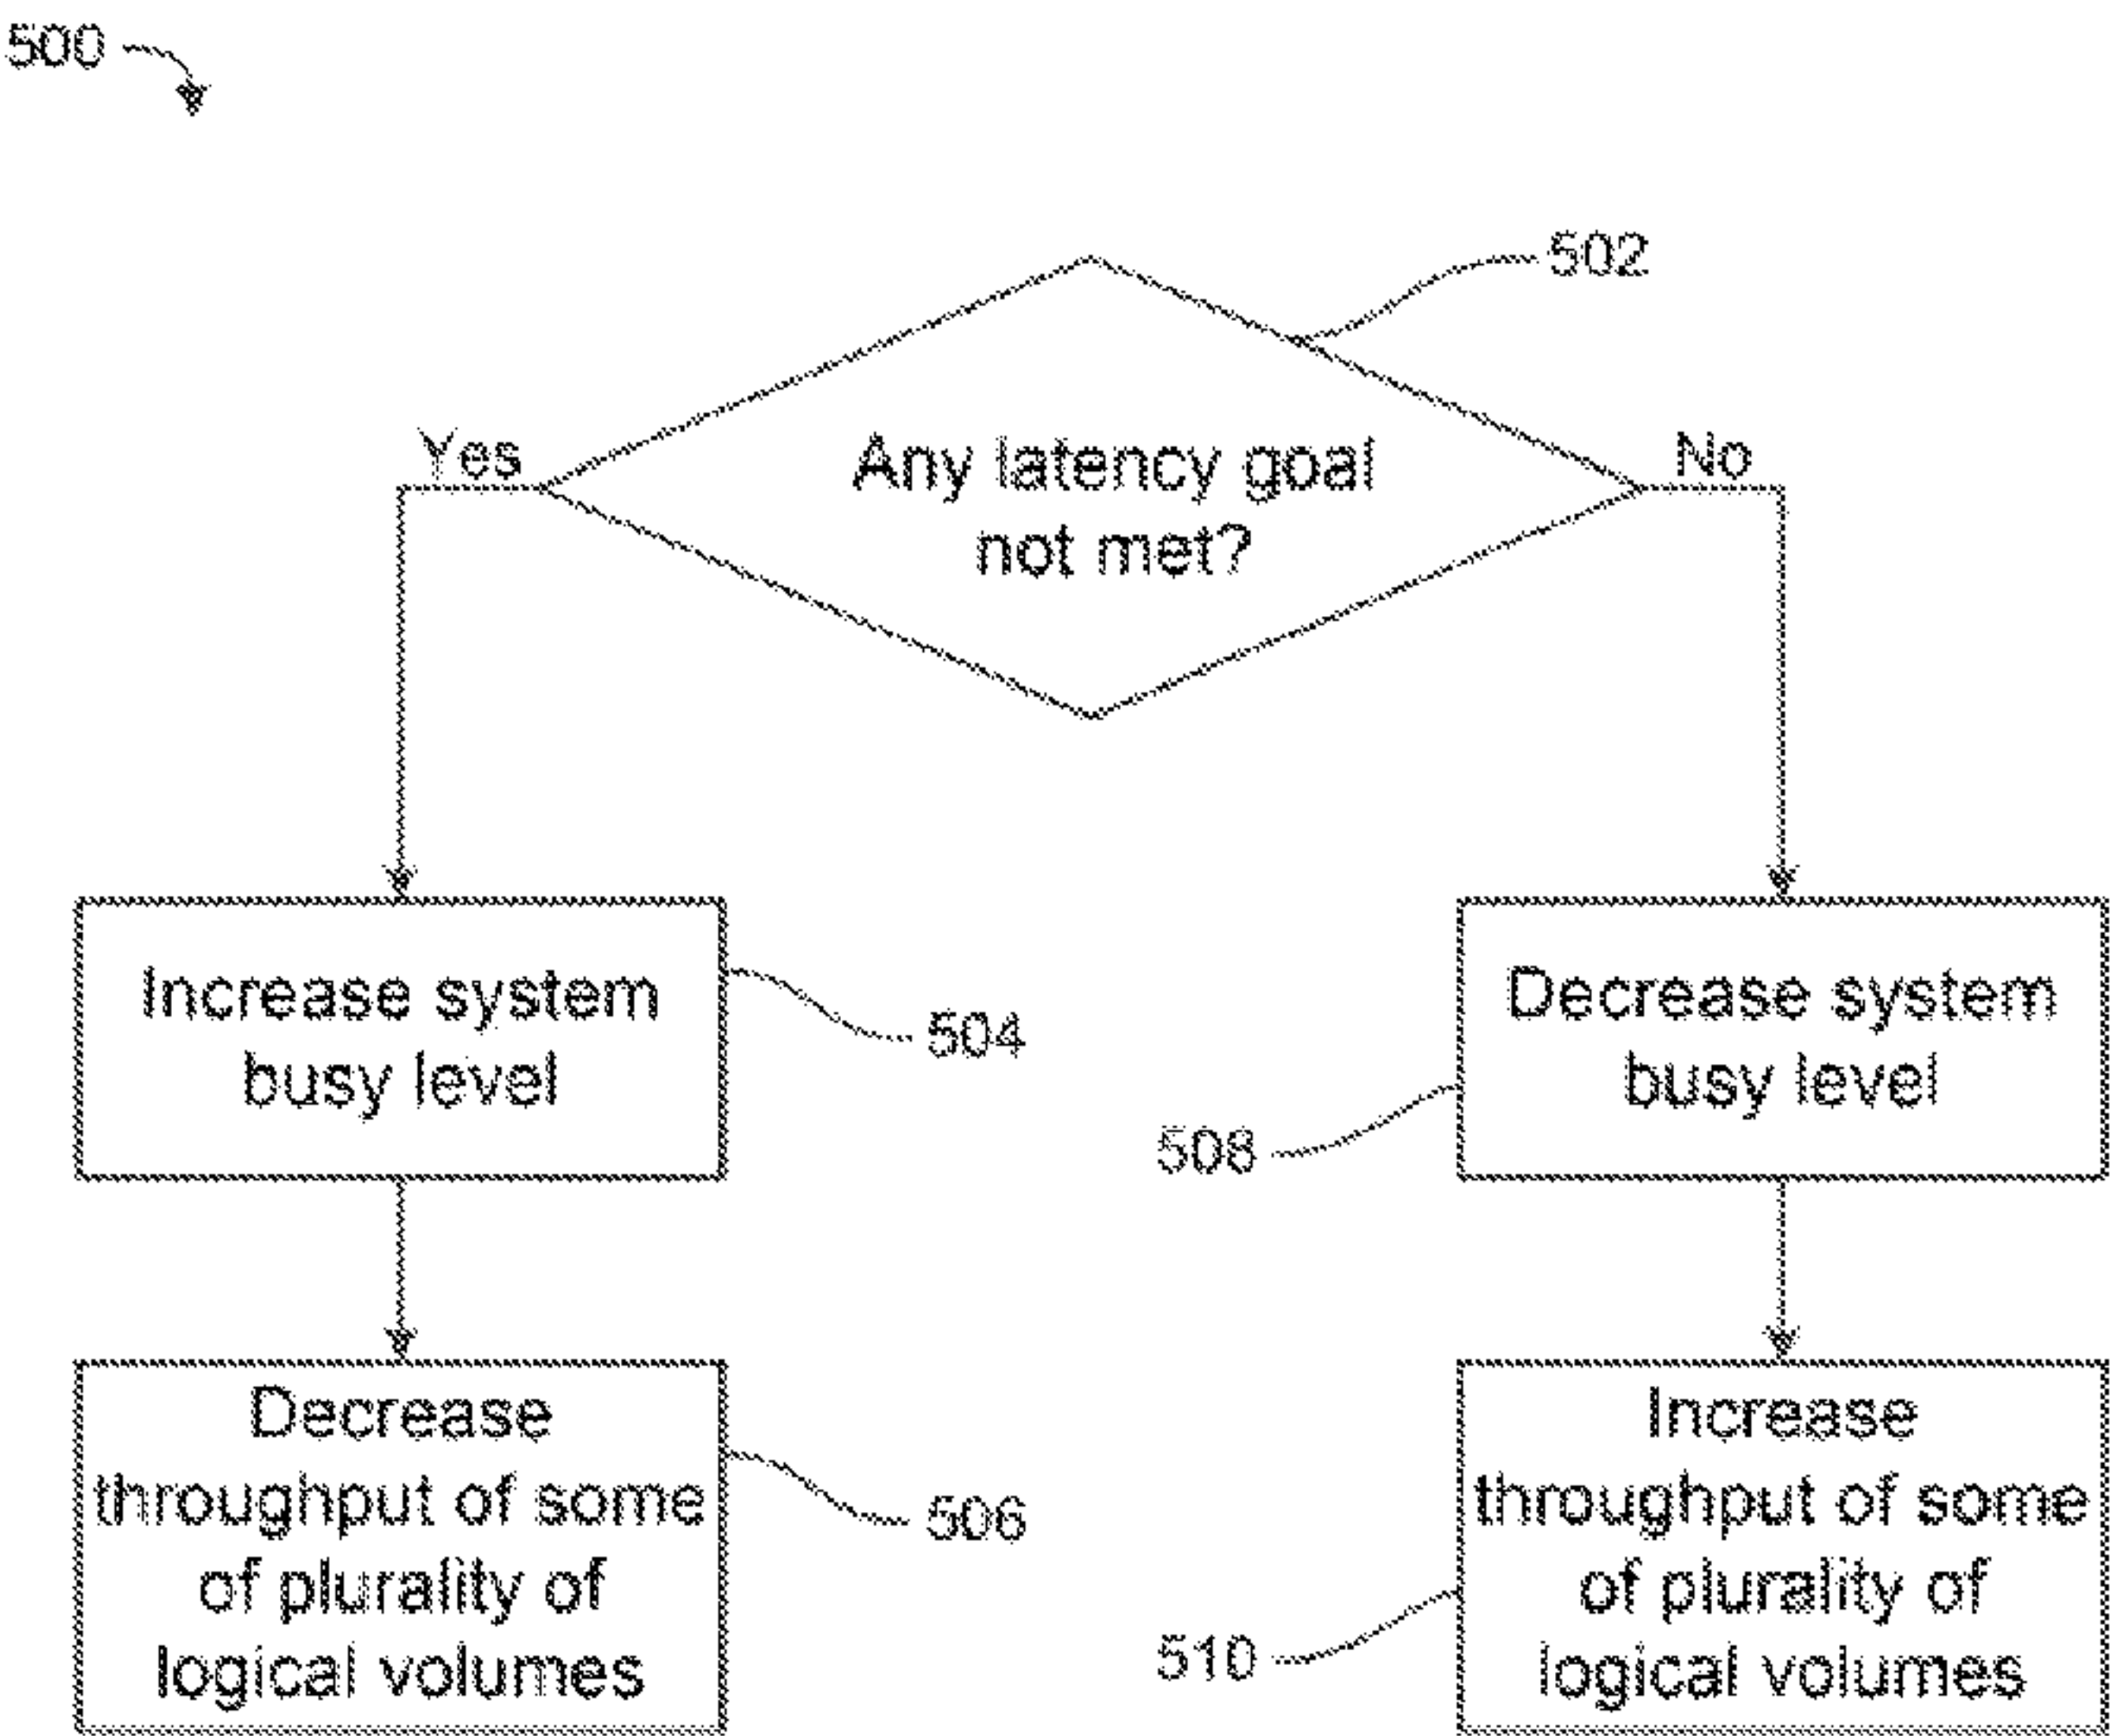 500
502
Yes
Any latency goal
not met?
No
Increase system
busy level
504
Decrease system
busy level
508
Decrease
throughput of some
of plurality of
logical volumes
506
Increase
throughput of some
of plurality of
logical volumes
510